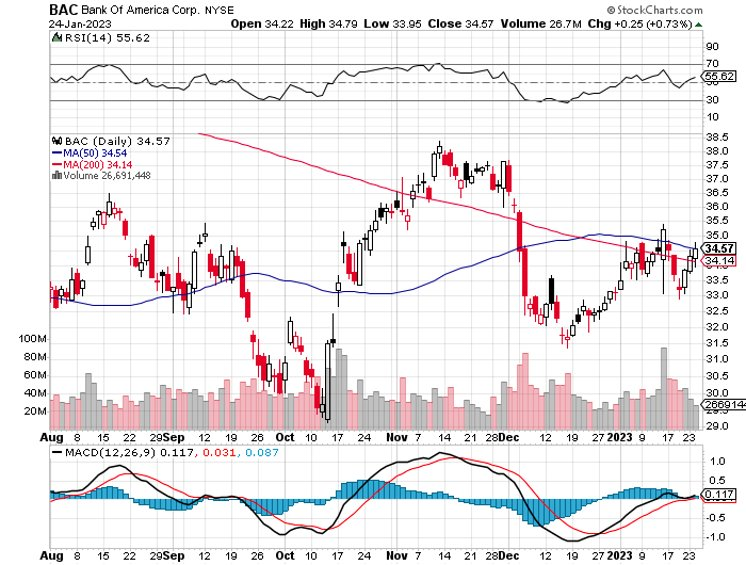 BAC Bank Of America Corp. NYSE © StockCharts.com
24-Jan-2023 Open 34.22 High 34.79 Low 33.95 Close 34.57 Volume 26.7M Chg +0.25 (+0.73%)
RSI(14) 55.62
90
70
55.62
30
10
BAC (Daily) 34.57
MA(50) 34.54
MA(200) 34.14
Volume 26,691,448
38.5
38.0
37.5
37.0
36.5
36.0
35.5
35.0
34.57
34.14
33.5
33.0
32.5
32.0
31.5
31.0
30.5
30.0
29.5
29.0
100M
80M
60M
40M
20M
2669144
Aug 8 15 22 29 Sep 12 19 26 Oct 10 17 24 Nov 7 14 21 28 Dec 12 19 27 2023 9 17 23
MACD(12,26,9) 0.117, 0.031, 0.087
1.0
0.5
0.117
-0.5
-1.0
Aug 8 15 22 29 Sep 12 19 26 Oct 10 17 24 Nov 7 14 21 28 Dec 12 19 27 2023 9 17 23